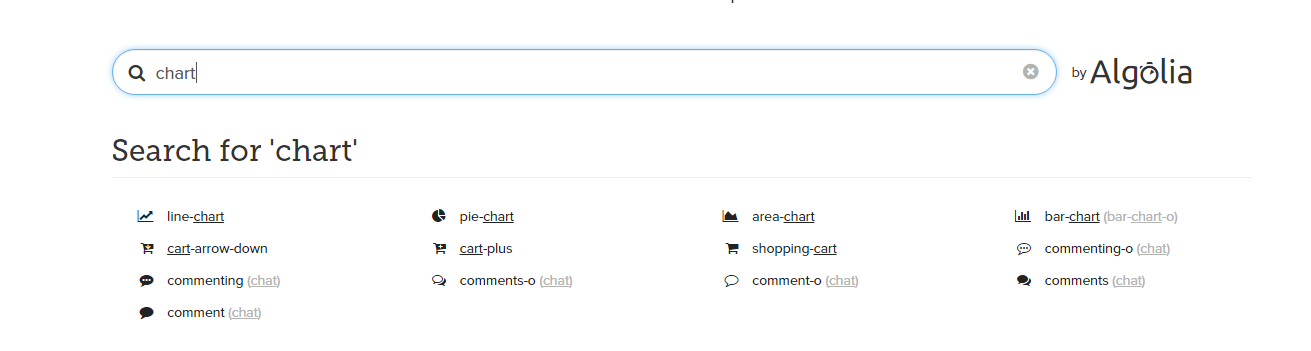 chart
by Algolia
Search for 'chart'
line-chart pie-chart area-chart bar-chart (bar-chart-o)
cart-arrow-down cart-plus shopping-cart commenting-o (chat)
commenting (chat) comments-o (chat) comment-o (chat) comments (chat)
comment (chat)